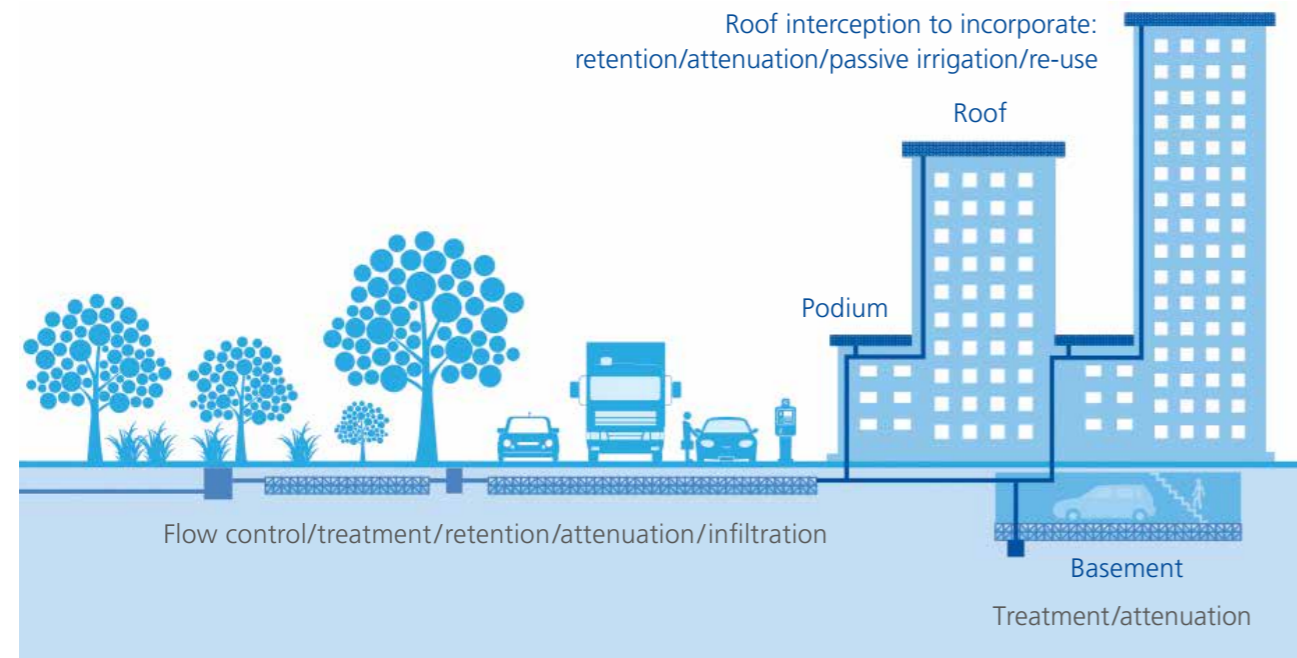 Roof interception to incorporate:
retention/attenuation/passive irrigation/re-use
Roof
Podium
Flow control/treatment/retention/attenuation/infiltration
Basement
Treatment/attenuation